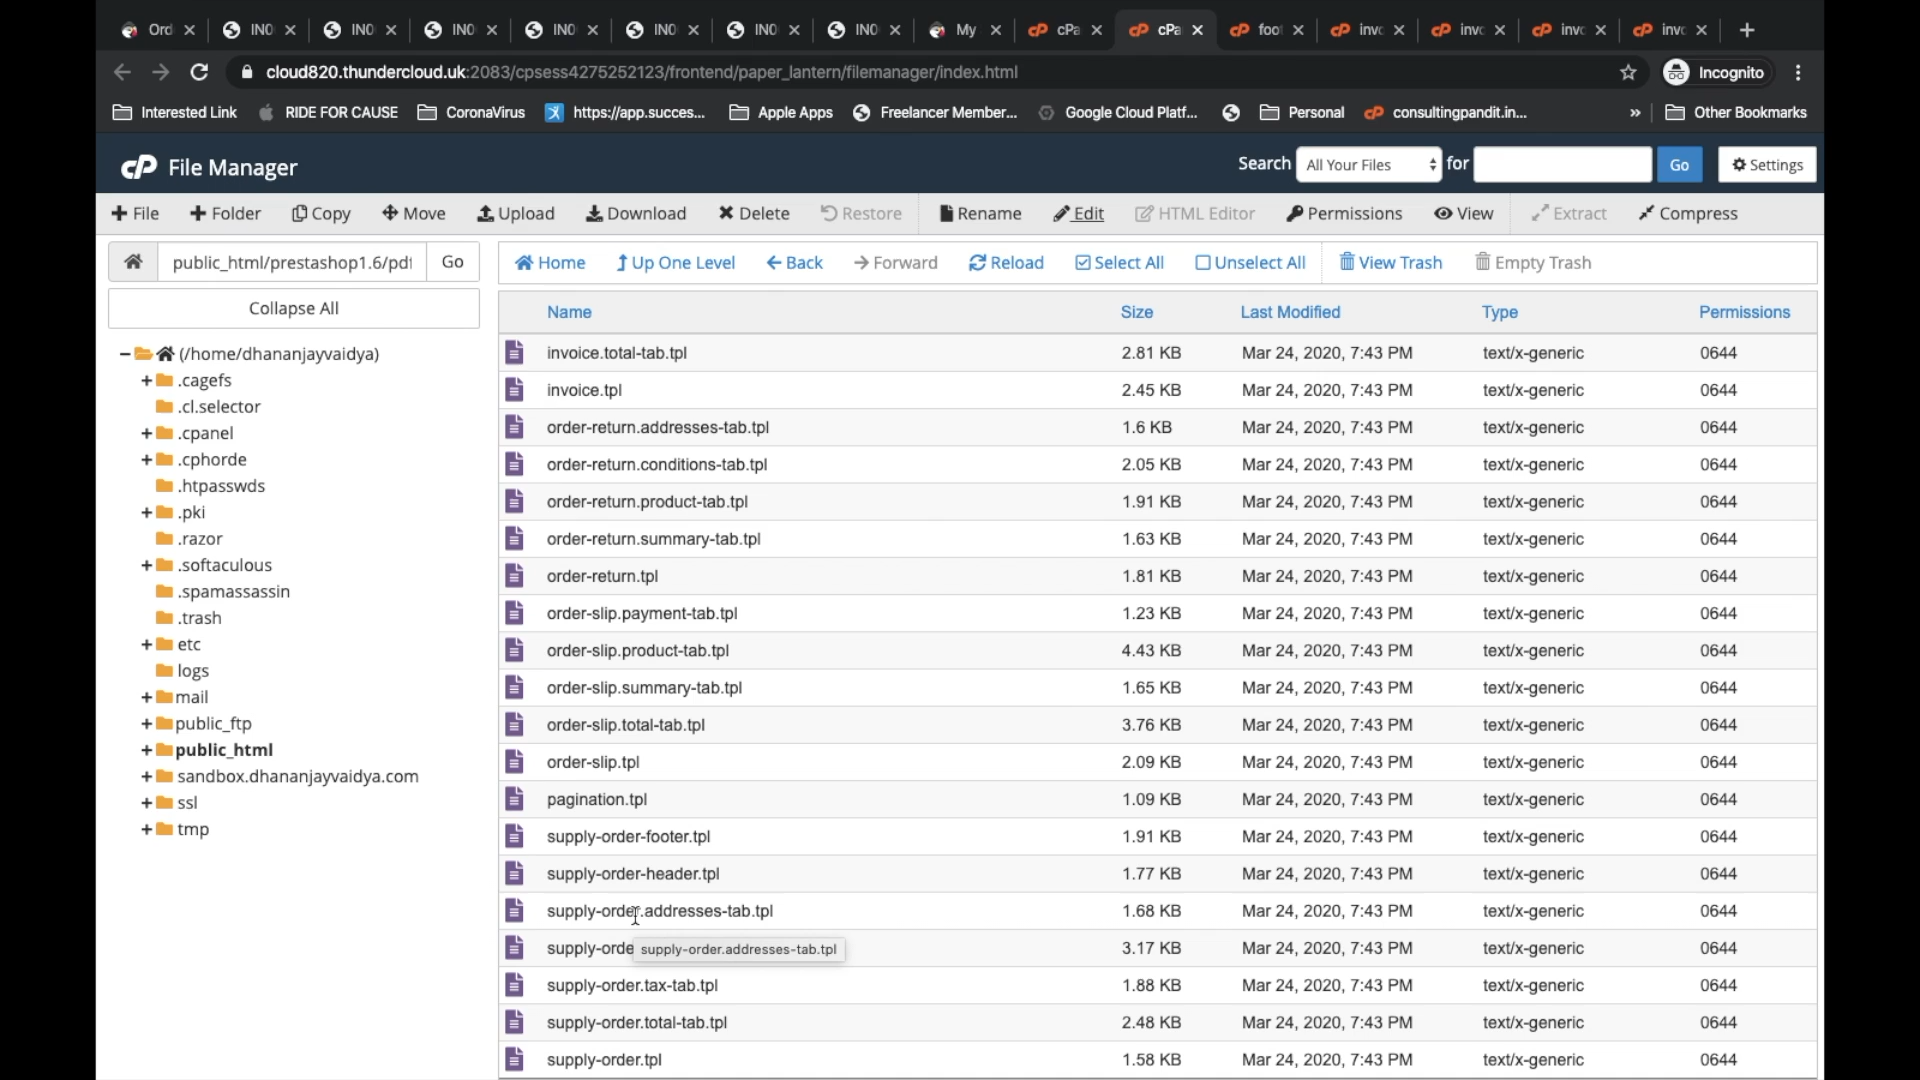 Ord IN0 IN0 IN0 IN0 IN0 IN0 IN0 My cPa cPa foot invo invo invo invo
cloud820.thundercloud.uk:2083/cpsess4275252123/frontend/paper_lantern/filemanager/index.html Incognito
Interested Link RIDE FOR CAUSE CoronaVirus https://app.succes... Apple Apps Freelancer Member... Google Cloud Platf... Personal consultingpandit.in... » Other Bookmarks
cP File Manager Search All Your Files for Go Settings
File Folder Copy Move Upload Download Delete Restore Rename Edit HTML Editor Permissions View Extract Compress
public_html/prestashop1.6/pdf Go Home Up One Level Back Forward Reload Select All Unselect All View Trash Empty Trash
Collapse All
(/home/dhananjayvaidya)
.cagefs
.cl.selector
.cpanel
.cphorde
.htpasswds
.pki
.razor
.softaculous
.spamassassin
.trash
etc
logs
mail
public_ftp
public_html
sandbox.dhananjayvaidya.com
ssl
tmp
Name Size Last Modified Type Permissions
invoice.total-tab.tpl 2.81 KB Mar 24, 2020, 7:43 PM text/x-generic 0644
invoice.tpl 2.45 KB Mar 24, 2020, 7:43 PM text/x-generic 0644
order-return.addresses-tab.tpl 1.6 KB Mar 24, 2020, 7:43 PM text/x-generic 0644
order-return.conditions-tab.tpl 2.05 KB Mar 24, 2020, 7:43 PM text/x-generic 0644
order-return.product-tab.tpl 1.91 KB Mar 24, 2020, 7:43 PM text/x-generic 0644
order-return.summary-tab.tpl 1.63 KB Mar 24, 2020, 7:43 PM text/x-generic 0644
order-return.tpl 1.81 KB Mar 24, 2020, 7:43 PM text/x-generic 0644
order-slip.payment-tab.tpl 1.23 KB Mar 24, 2020, 7:43 PM text/x-generic 0644
order-slip.product-tab.tpl 4.43 KB Mar 24, 2020, 7:43 PM text/x-generic 0644
order-slip.summary-tab.tpl 1.65 KB Mar 24, 2020, 7:43 PM text/x-generic 0644
order-slip.total-tab.tpl 3.76 KB Mar 24, 2020, 7:43 PM text/x-generic 0644
order-slip.tpl 2.09 KB Mar 24, 2020, 7:43 PM text/x-generic 0644
pagination.tpl 1.09 KB Mar 24, 2020, 7:43 PM text/x-generic 0644
supply-order-footer.tpl 1.91 KB Mar 24, 2020, 7:43 PM text/x-generic 0644
supply-order-header.tpl 1.77 KB Mar 24, 2020, 7:43 PM text/x-generic 0644
supply-order.addresses-tab.tpl 1.68 KB Mar 24, 2020, 7:43 PM text/x-generic 0644
supply-orde supply-order.addresses-tab.tpl 3.17 KB Mar 24, 2020, 7:43 PM text/x-generic 0644
supply-order.tax-tab.tpl 1.88 KB Mar 24, 2020, 7:43 PM text/x-generic 0644
supply-order.total-tab.tpl 2.48 KB Mar 24, 2020, 7:43 PM text/x-generic 0644
supply-order.tpl 1.58 KB Mar 24, 2020, 7:43 PM text/x-generic 0644